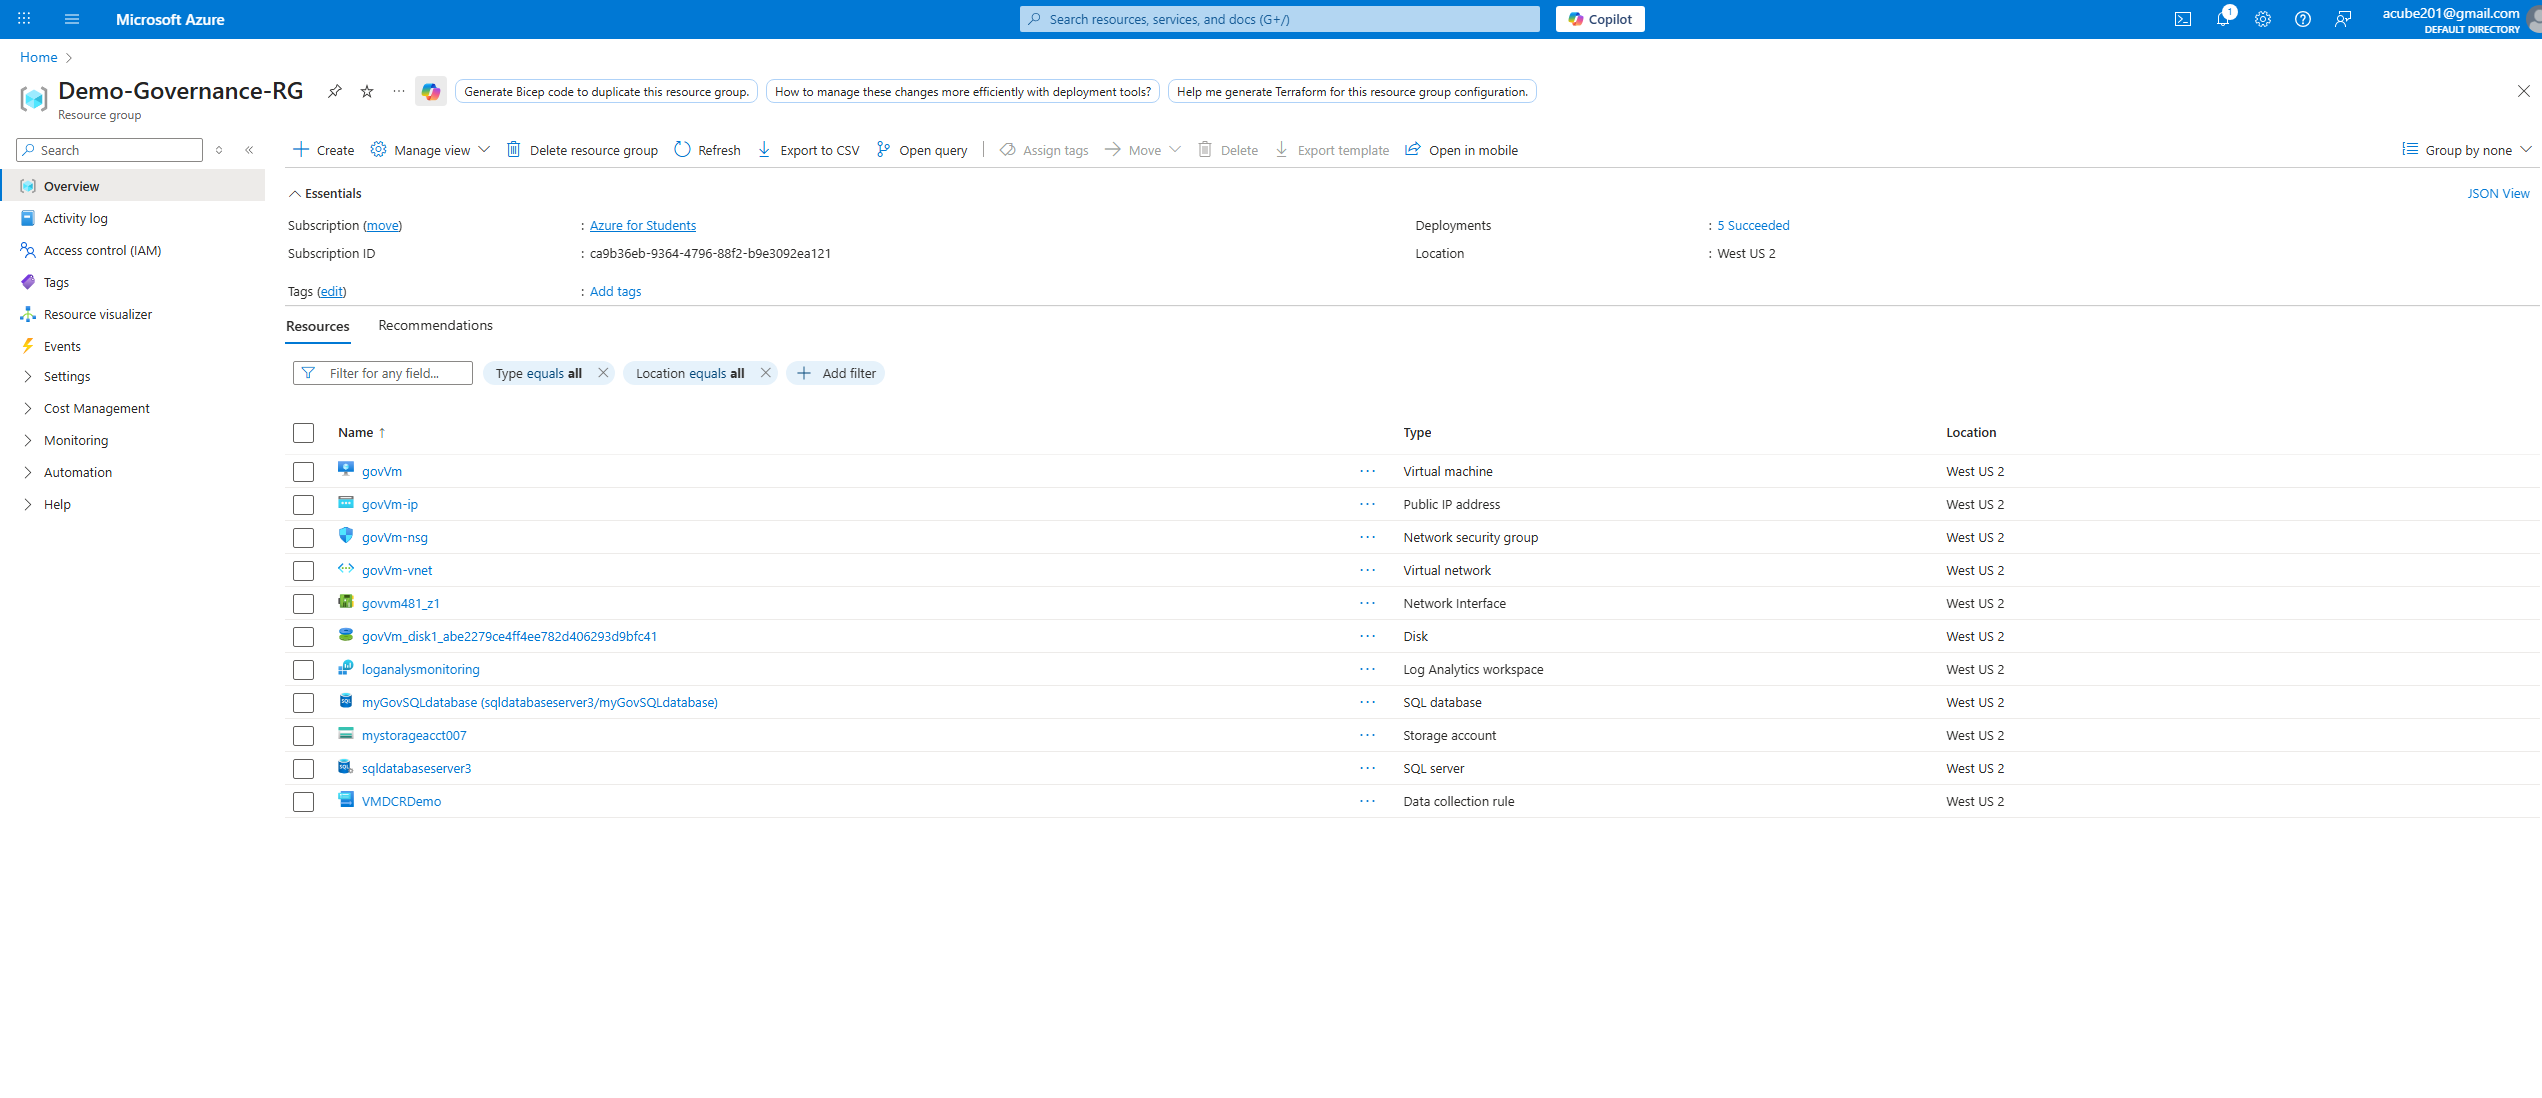 Microsoft Azure
Search resources, services, and docs (G+/)
Copilot
1
acube201@gmail.com
DEFAULT DIRECTORY
Home
Demo-Governance-RG
Resource group
Generate Bicep code to duplicate this resource group.
How to manage these changes more efficiently with deployment tools?
Help me generate Terraform for this resource group configuration.
Search
Overview
Activity log
Access control (IAM)
Tags
Resource visualizer
Events
Settings
Cost Management
Monitoring
Automation
Help
Create Manage view Delete resource group Refresh Export to CSV Open query Assign tags Move Delete Export template Open in mobile Group by none
Essentials JSON View
Subscription (move) : Azure for Students Deployments : 5 Succeeded
Subscription ID : ca9b36eb-9364-4796-88f2-b9e3092ea121 Location : West US 2
Tags (edit) : Add tags
Resources Recommendations
Filter for any field... Type equals all Location equals all Add filter
Name ↑ Type Location
govVm ... Virtual machine West US 2
govVm-ip ... Public IP address West US 2
govVm-nsg ... Network security group West US 2
govVm-vnet ... Virtual network West US 2
govvm481_z1 ... Network Interface West US 2
govVm_disk1_abe2279ce4ff4ee782d406293d9bfc41 ... Disk West US 2
loganalysmonitoring ... Log Analytics workspace West US 2
myGovSQLdatabase (sqldatabaseserver3/myGovSQLdatabase) ... SQL database West US 2
mystorageacct007 ... Storage account West US 2
sqldatabaseserver3 ... SQL server West US 2
VMDCRDemo ... Data collection rule West US 2